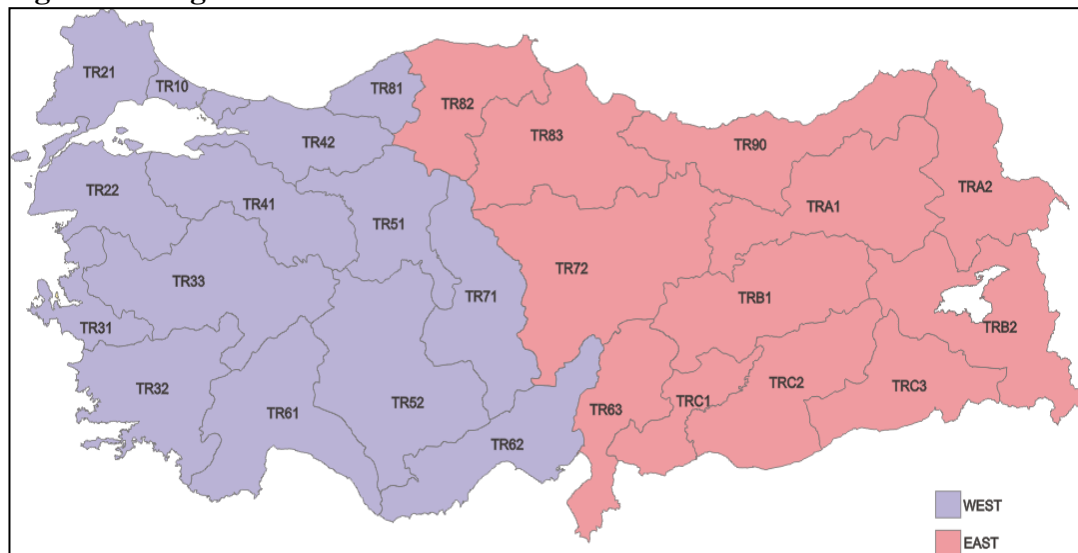 TR21
TR10
TR81
TR82
TR83
TR42
TR90
TR22
TR41
TRA2
TRA1
TR51
TR33
TR72
TR71
TRB1
TR31
TRB2
TR32
TRC2
TRC3
TR61
TR52
TR63
TRC1
TR62
WEST
EAST